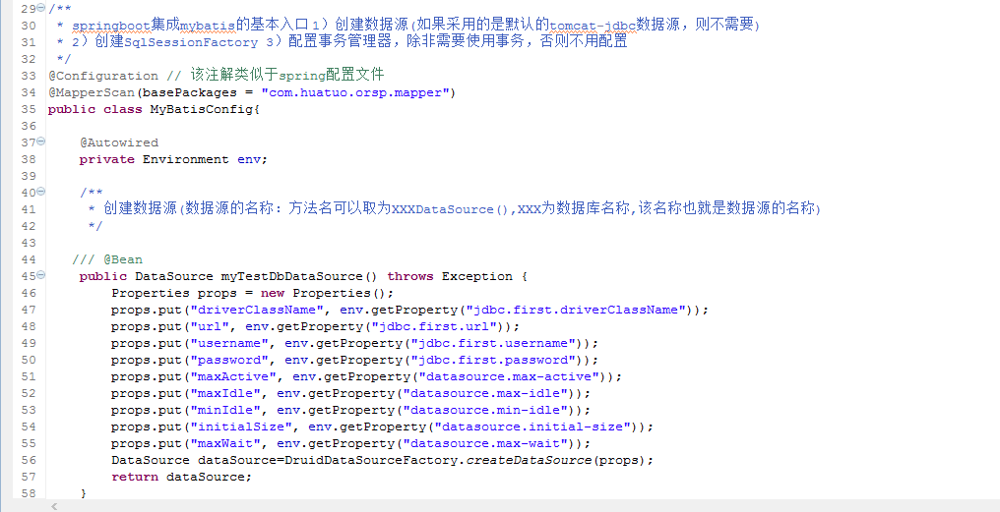 29 /**
30  * springboot集成mybatis的基本入口 1）创建数据源(如果采用的是默认的tomcat-jdbc数据源，则不需要)
31  * 2）创建SqlSessionFactory 3）配置事务管理器，除非需要使用事务，否则不用配置
32  */
33 @Configuration // 该注解类似于spring配置文件
34 @MapperScan(basePackages = "com.huatuo.orsp.mapper")
35 public class MyBatisConfig{
36
37     @Autowired
38     private Environment env;
39
40     /**
41      * 创建数据源(数据源的名称：方法名可以取为XXXDataSource(),XXX为数据库名称,该名称也就是数据源的名称)
42      */
43
44    /// @Bean
45     public DataSource myTestDbDataSource() throws Exception {
46         Properties props = new Properties();
47         props.put("driverClassName", env.getProperty("jdbc.first.driverClassName"));
48         props.put("url", env.getProperty("jdbc.first.url"));
49         props.put("username", env.getProperty("jdbc.first.username"));
50         props.put("password", env.getProperty("jdbc.first.password"));
51         props.put("maxActive", env.getProperty("datasource.max-active"));
52         props.put("maxIdle", env.getProperty("datasource.max-idle"));
53         props.put("minIdle", env.getProperty("datasource.min-idle"));
54         props.put("initialSize", env.getProperty("datasource.initial-size"));
55         props.put("maxWait", env.getProperty("datasource.max-wait"));
56         DataSource dataSource=DruidDataSourceFactory.createDataSource(props);
57         return dataSource;
58     }